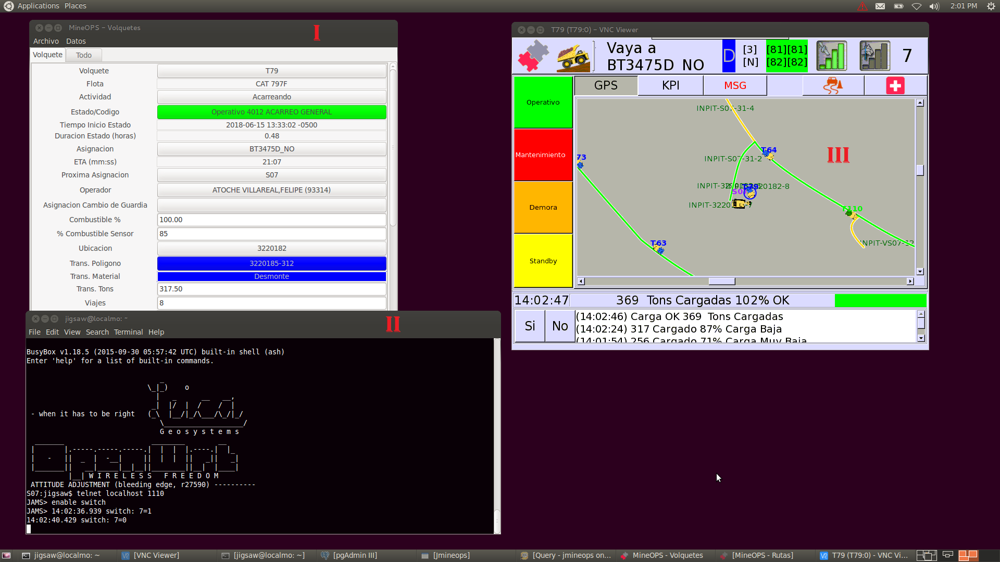 Applications Places
2:01 PM
MineOPS - Volquetes
I
Archivo Datos
Volquete Todo
Volquete T79
Flota CAT 797F
Actividad Acarreando
Estado/Codigo Operativo 4012 ACARREO GENERAL
Tiempo Inicio Estado 2018-06-15 13:33:02 -0500
Duracion Estado (horas) 0.48
Asignacion BT3475D_NO
ETA (mm:ss) 21:07
Proxima Asignacion S07
Operador ATOCHE VILLAREAL,FELIPE (93314)
Asignacion Cambio de Guardia
Combustible % 100.00
% Combustible Sensor 85
Ubicacion 3220182
Trans. Poligono 3220185-312
Trans. Material Desmonte
Trans. Tons 317.50
Viajes 8
jigsaw@localmo: ~
II
File Edit View Search Terminal Help
BusyBox v1.18.5 (2015-09-30 05:57:42 UTC) built-in shell (ash)
Enter 'help' for a list of built-in commands.
- when it has to be right
Leica
G e o s y s t e m s
OpenWrt
W I R E L E S S   F R E E D O M
ATTITUDE ADJUSTMENT (bleeding edge, r27590) ----------
S07:jigsaw$ telnet localhost 1110
JAMS> enable switch
JAMS> 14:02:36.939 switch: 7=1
14:02:40.429 switch: 7=0
T79 (T79:0) - VNC Viewer
Vaya a
BT3475D NO
D
[3]
[N]
[81][81]
[82][82]
7
GPS KPI MSG
Operativo
Mantenimiento
Demora
Standby
INPIT-S07-31-4
73
T64
INPIT-S07-31-2
III
T110
INPIT-VS07-12
T63
14:02:47 369 Tons Cargadas 102% OK
Si No
(14:02:46) Carga OK 369 Tons Cargadas
(14:02:24) 317 Cargado 87% Carga Baja
(14:01:54) 256 Cargado 71% Carga Muy Baja
jigsaw@localmo: ~
[VNC Viewer]
[jigsaw@localmo: ~]
[pgAdmin III]
[Jmineops]
[Query - jmineops on...
MineOPS - Volquetes
[MineOPS - Rutas]
T79 (T79:0) - VNC Vi...